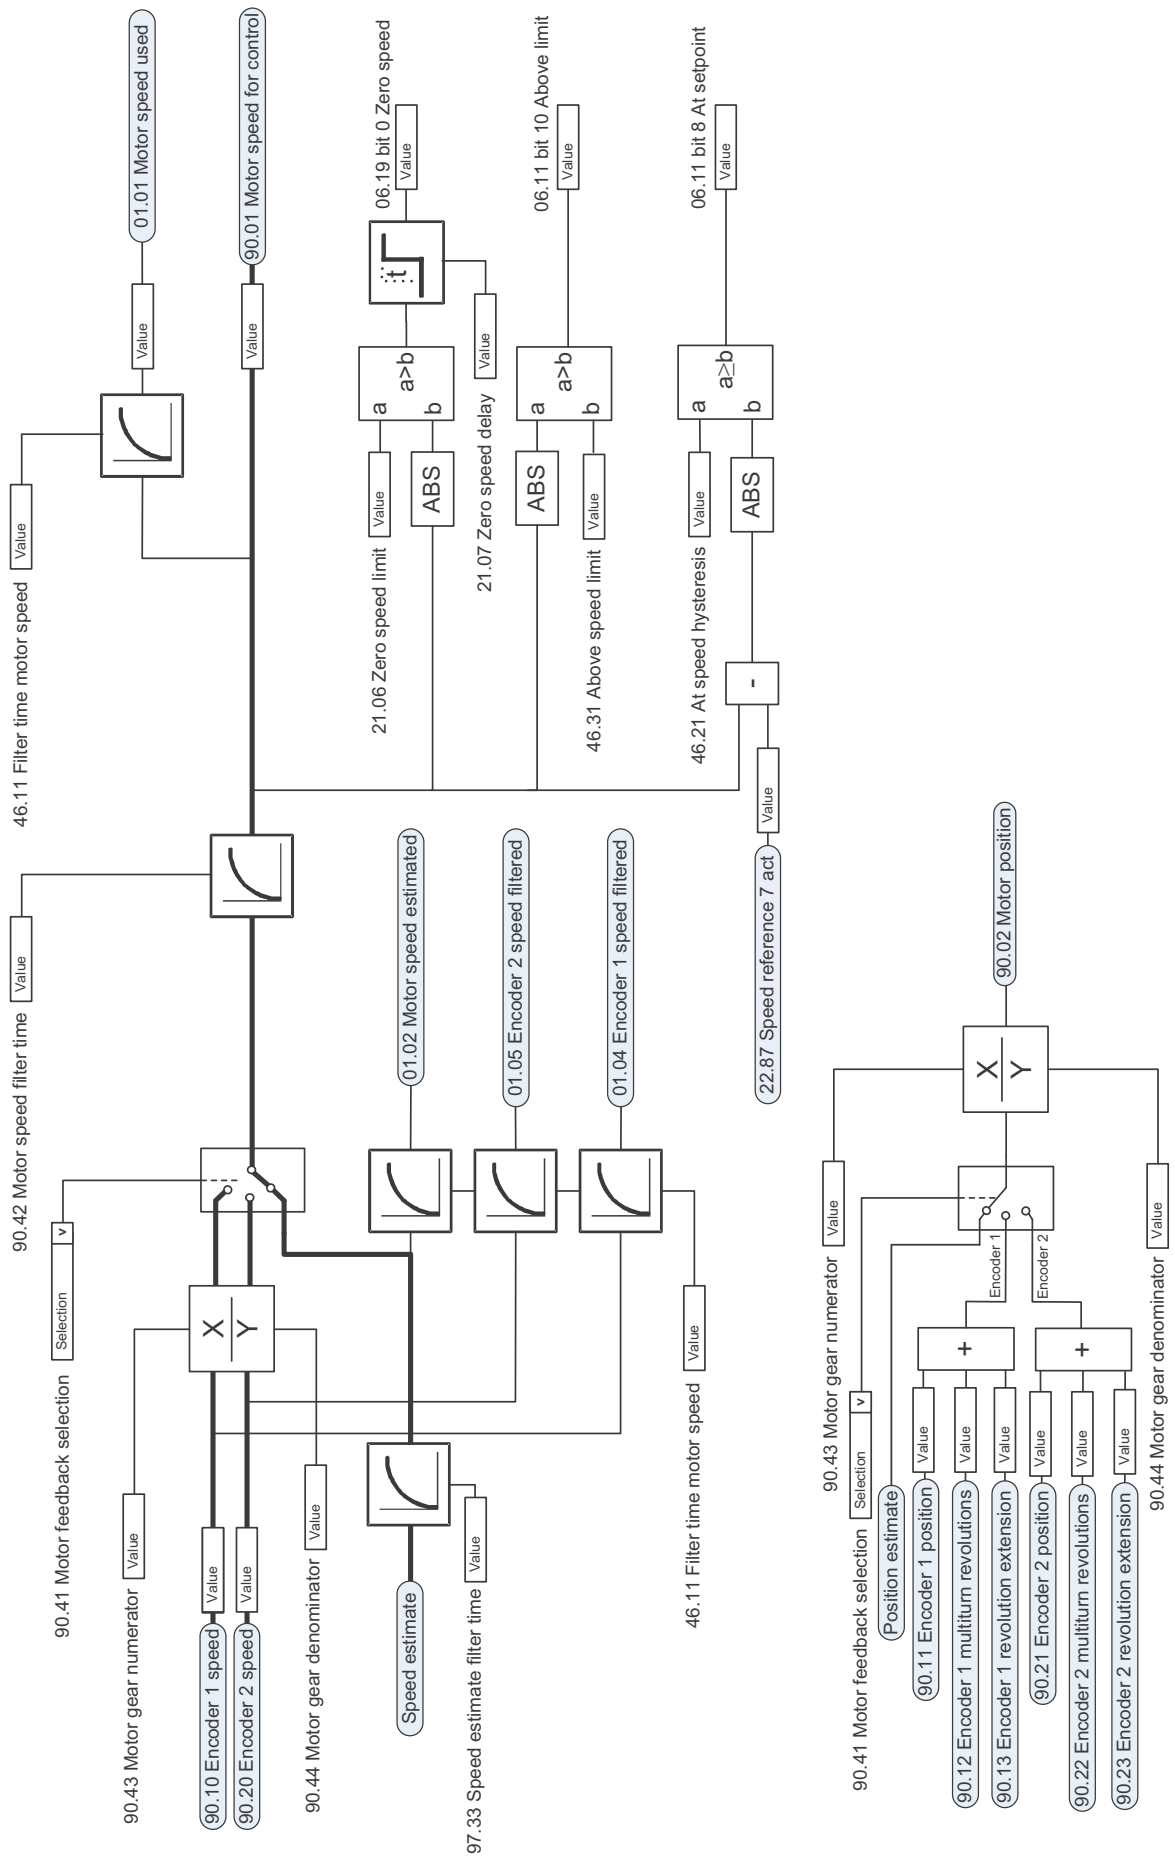 90.42 Motor speed filter time
Value
46.11 Filter time motor speed
Value
90.41 Motor feedback selection
Selection
v
90.43 Motor gear numerator
Value
Value
01.01 Motor speed used
90.10 Encoder 1 speed
Value
X
90.20 Encoder 2 speed
Value
Y
Value
90.01 Motor speed for control
90.44 Motor gear denominator
Value
21.06 Zero speed limit
Value
a
a>b
b
ABS
t
06.19 bit 0 Zero speed
Value
Speed estimate
01.02 Motor speed estimated
97.33 Speed estimate filter time
Value
21.07 Zero speed delay
Value
01.05 Encoder 2 speed filtered
ABS
a
a>b
b
06.11 bit 10 Above limit
Value
46.31 Above speed limit
Value
01.04 Encoder 1 speed filtered
46.11 Filter time motor speed
Value
46.21 At speed hysteresis
Value
a
a≥b
b
06.11 bit 8 At setpoint
Value
-
ABS
22.87 Speed reference 7 act
Value
90.43 Motor gear numerator
Value
90.41 Motor feedback selection
Selection
v
Position estimate
90.11 Encoder 1 position
Value
90.12 Encoder 1 multiturn revolutions
Value
+
Encoder 1
X
Y
90.02 Motor position
90.13 Encoder 1 revolution extension
Value
90.21 Encoder 2 position
Value
Encoder 2
90.22 Encoder 2 multiturn revolutions
Value
+
90.23 Encoder 2 revolution extension
Value
90.44 Motor gear denominator
Value